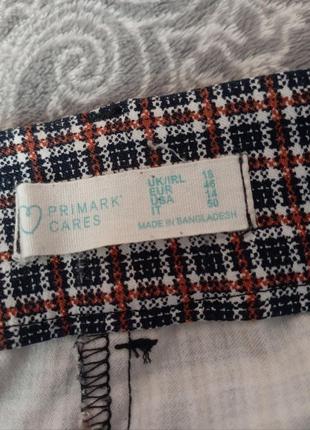 PRIMARK
CARES
UK/IRL 18
EUR 46
USA 14
IT 50
MADE IN BANGLADESH